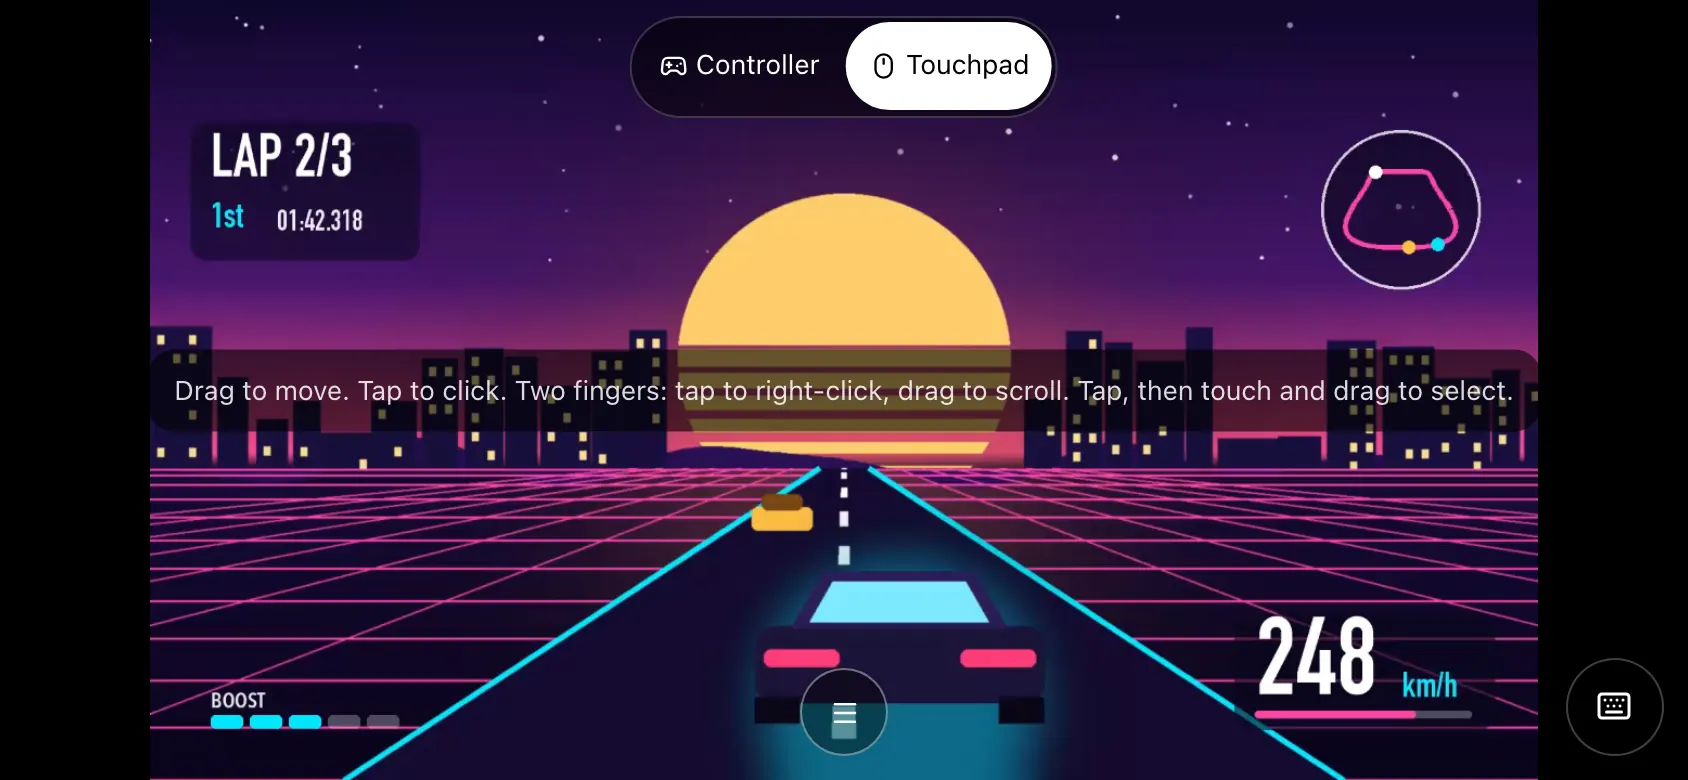 Controller
Touchpad
LAP 2/3
1st 01:42.318
Drag to move. Tap to click. Two fingers: tap to right-click, drag to scroll. Tap, then touch and drag to select.
248 km/h
BOOST